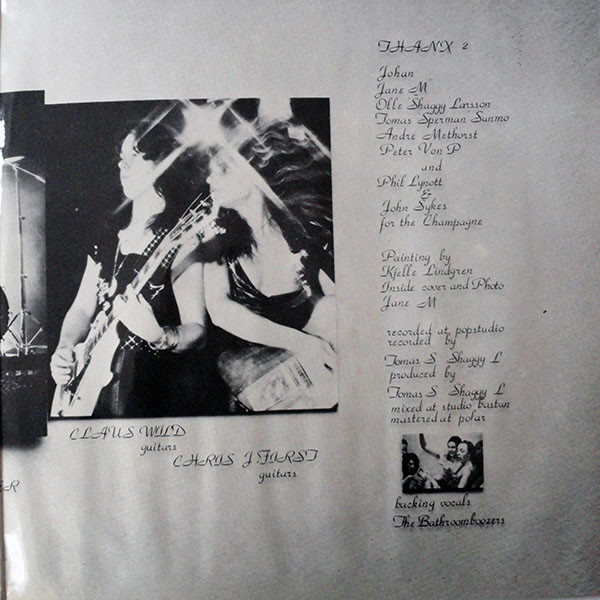 THANX 2
Johan
Jane M
Olle 'Shaggy' Larsson
Tomas Sperman Sunmo
André Methorst
Peter Von P
and
Phil Lynott
&
John Sykes
for the Champagne
Painting by
Kjelle Lindgren
Inside cover and Photo
Jane M
recorded at popstudio
recorded by
Tomas S Shaggy L
produced by
Tomas S Shaggy L
mixed at studio bastun
mastered at polar
CLAUS WILD
guitars
CHRIS J FIRST
guitars
ER
backing vocals
The Bathroomboozers